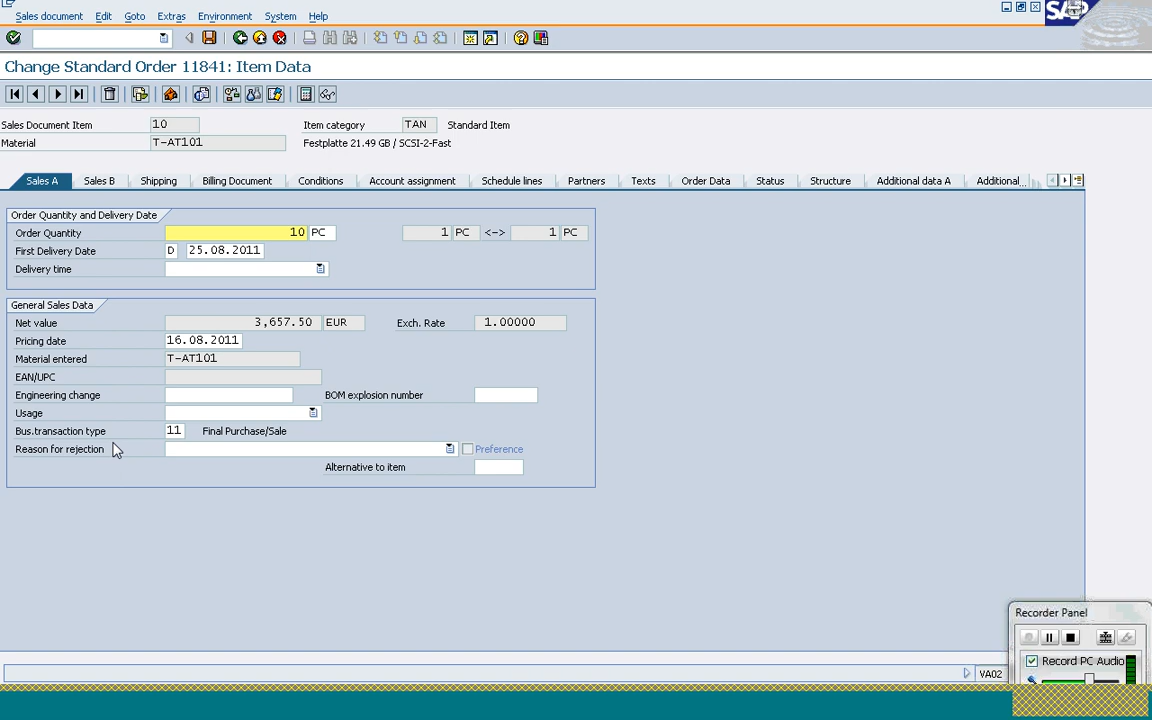 Sales document Edit Goto Extras Environment System Help
SAP
Change Standard Order 11841: Item Data
Sales Document Item 10 Item category TAN Standard Item
Material T-AT101 Festplatte 21.49 GB / SCSI-2-Fast
Sales A Sales B Shipping Billing Document Conditions Account assignment Schedule lines Partners Texts Order Data Status Structure Additional data A Additional...
Order Quantity and Delivery Date
Order Quantity 10 PC 1 PC <-> 1 PC
First Delivery Date D 25.08.2011
Delivery time
General Sales Data
Net value 3,657.50 EUR Exch. Rate 1.00000
Pricing date 16.08.2011
Material entered T-AT101
EAN/UPC
Engineering change BOM explosion number
Usage
Bus.transaction type 11 Final Purchase/Sale
Reason for rejection Preference
Alternative to item
Recorder Panel
Record PC Audio
VA02